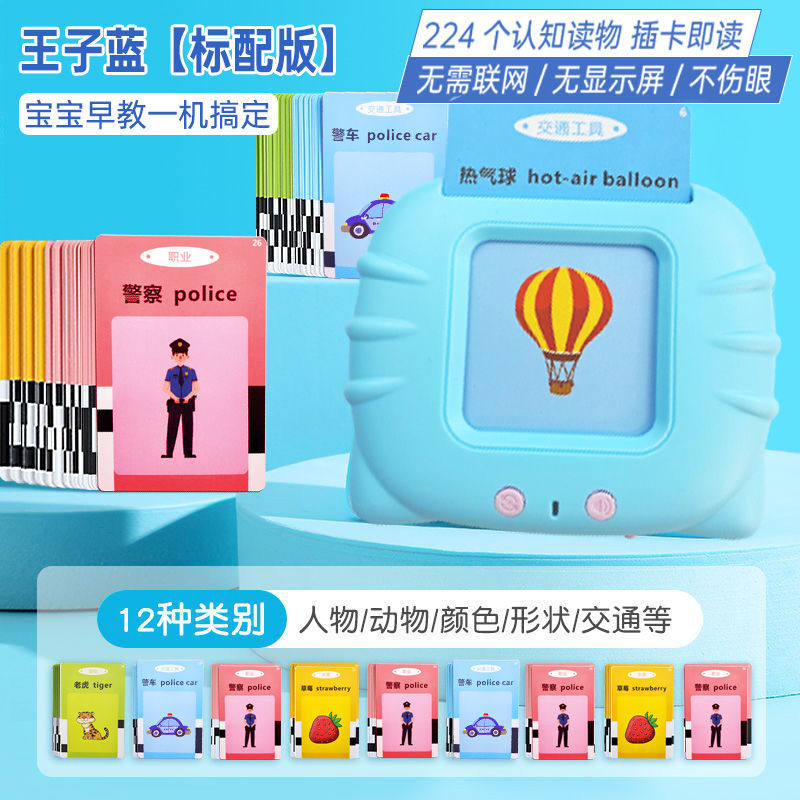 王子蓝【标配版】
宝宝早教一机搞定
224 个认知读物 插卡即读
无需联网 / 无显示屏 / 不伤眼
交通工具
警车 police car
6
交通工具
热气球 hot-air balloon
26
职业
警察 police
12种类别
人物/动物/颜色/形状/交通等
老虎 tiger
警车 police car
警察 police
草莓 strawberry
警察 police
警车 police car
警察 police
草莓 strawberry
警察 police